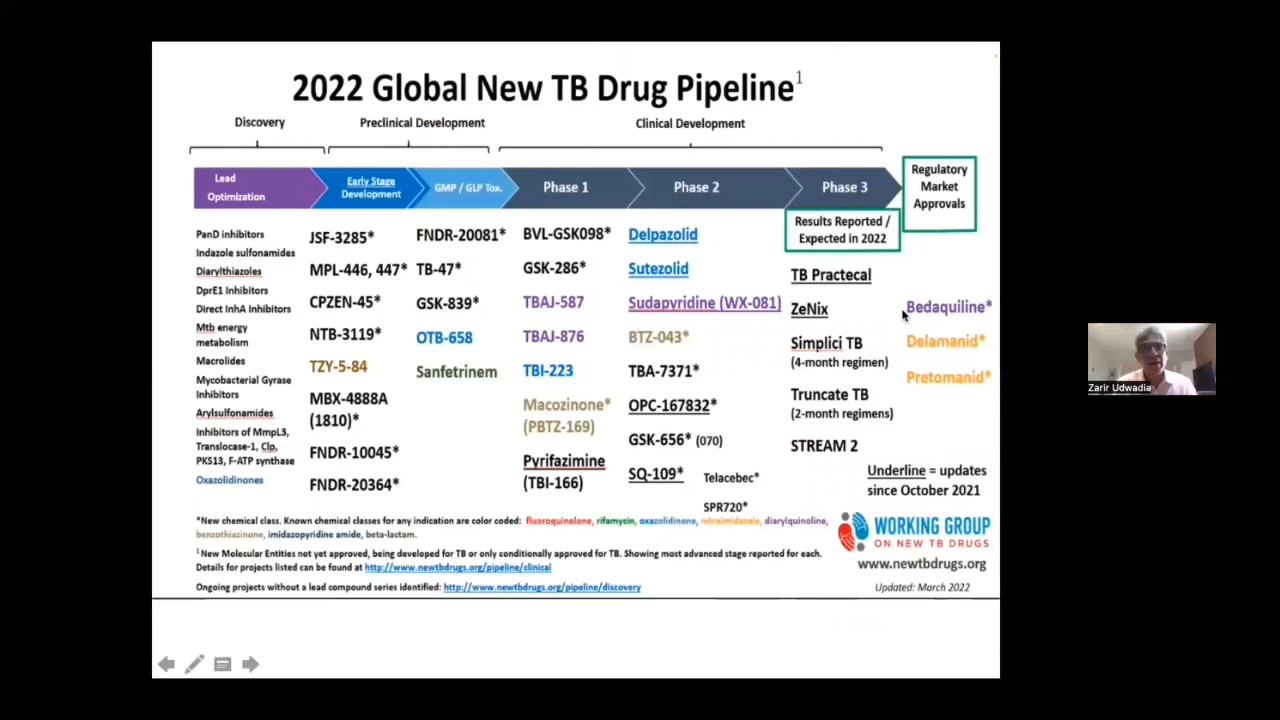 2022 Global New TB Drug Pipeline1
Discovery
Preclinical Development
Clinical Development
Lead
Optimization
Early Stage
Development
GMP / GLP Tox.
Phase 1
Phase 2
Phase 3
Regulatory
Market
Approvals
Results Reported /
Expected in 2022
PanD inhibitors
Indazole sulfonamides
Diarylthiazoles
DprE1 Inhibitors
Direct InhA Inhibitors
Mtb energy
metabolism
Macrolides
Mycobacterial Gyrase
Inhibitors
Arylsulfonamides
Inhibitors of MmpL3,
Translocase-1, Clp,
PKS13, F-ATP synthase
Oxazolidinones
JSF-3285*
MPL-446, 447*
CPZEN-45*
NTB-3119*
TZY-5-84
MBX-4888A
(1810)*
FNDR-10045*
FNDR-20364*
FNDR-20081*
TB-47*
GSK-839*
OTB-658
Sanfetrinem
BVL-GSK098*
GSK-286*
TBAJ-587
TBAJ-876
TBI-223
Macozinone*
(PBTZ-169)
Pyrifazimine
(TBI-166)
Delpazolid
Sutezolid
Sudapyridine (WX-081)
BTZ-043*
TBA-7371*
OPC-167832*
GSK-656* (070)
SQ-109*
Telacebec*
SPR720*
TB Practecal
ZeNix
Simplici TB
(4-month regimen)
Truncate TB
(2-month regimens)
STREAM 2
Bedaquiline*
Delamanid*
Pretomanid*
Underline = updates
since October 2021
*New chemical class. Known chemical classes for any indication are color coded: fluoroquinolone, rifamycin, oxazolidinone, nitroimidazole, diarylquinoline,
benzothiazinone, imidazopyridine amide, beta-lactam.
1New Molecular Entities not yet approved, being developed for TB or only conditionally approved for TB. Showing most advanced stage reported for each.
Details for projects listed can be found at http://www.newtbdrugs.org/pipeline/clinical
Ongoing projects without a lead compound series identified: http://www.newtbdrugs.org/pipeline/discovery
WORKING GROUP
ON NEW TB DRUGS
www.newtbdrugs.org
Updated: March 2022
Zarir Udwadia